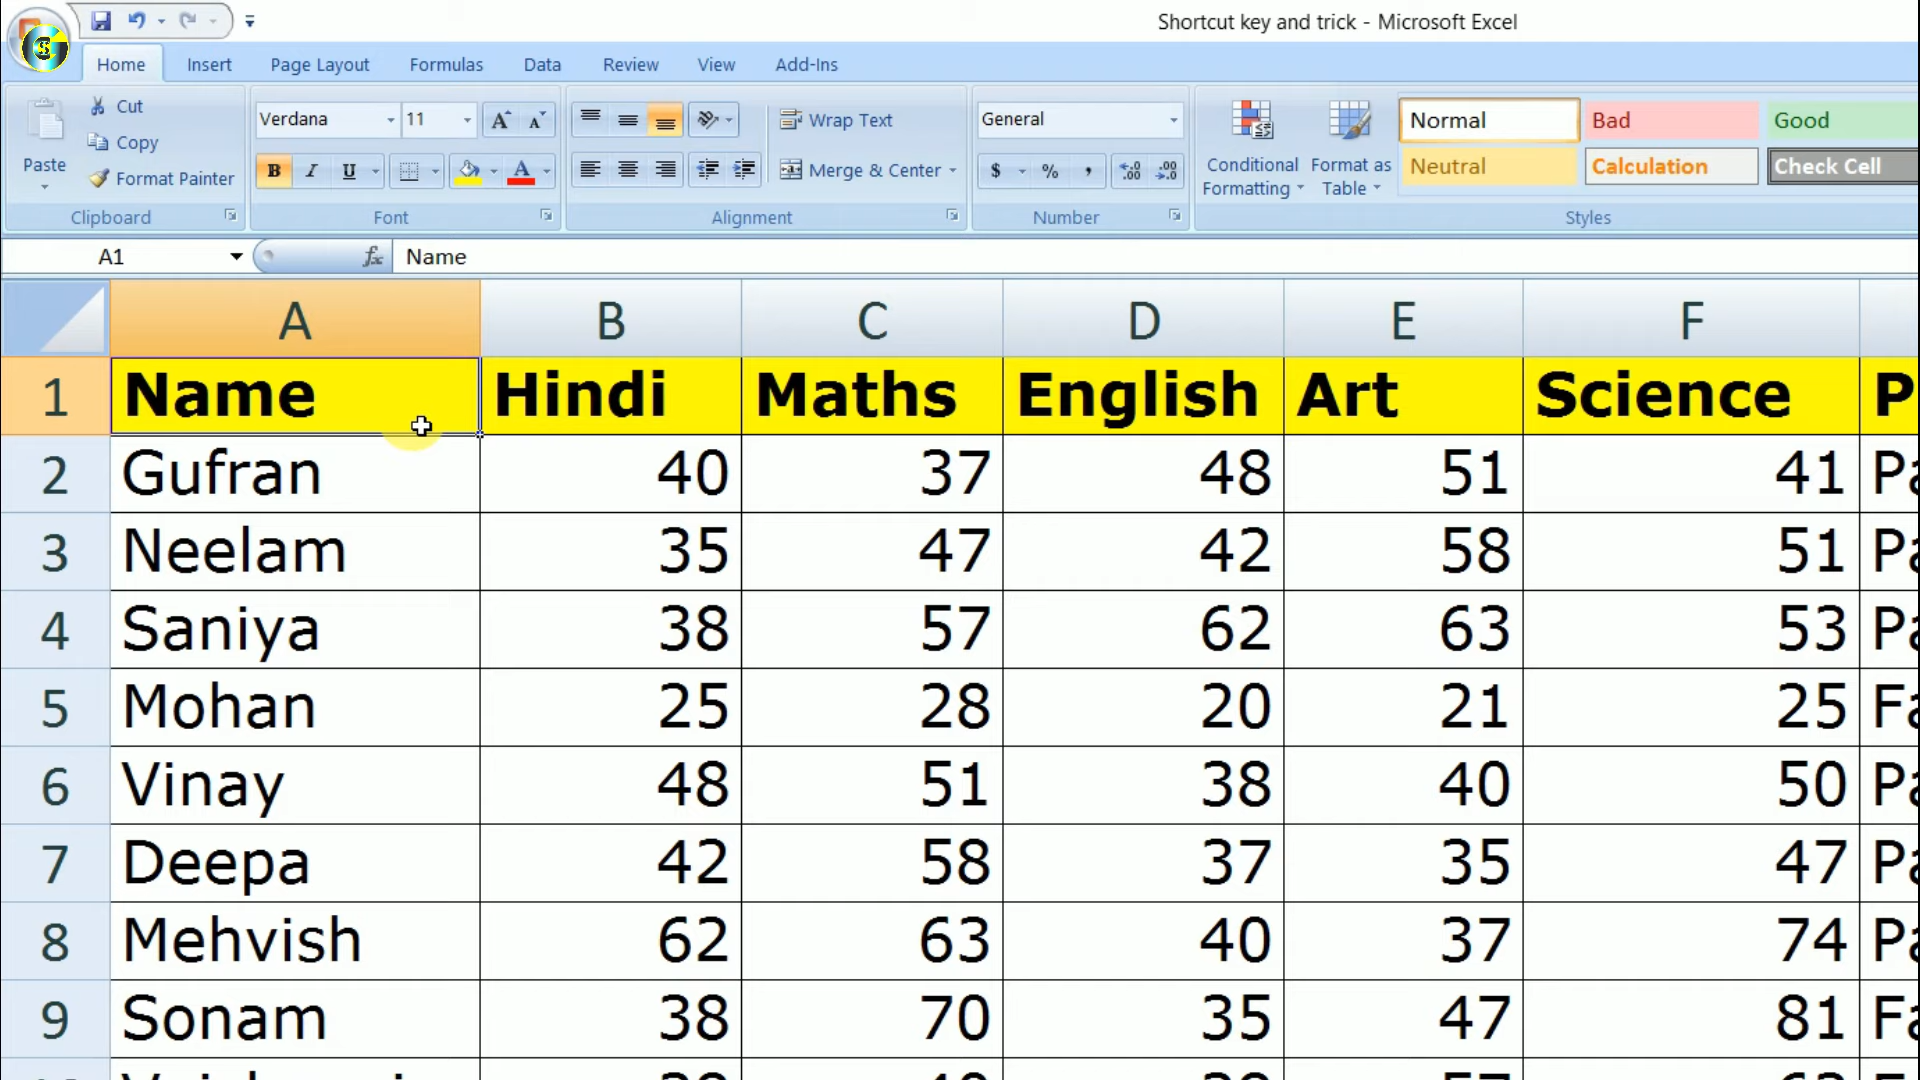 Shortcut key and trick - Microsoft Excel
Home Insert Page Layout Formulas Data Review View Add-Ins
Paste
Cut
Copy
Format Painter
Clipboard
Verdana 11
B I U A
Font
Wrap Text
Merge & Center
Alignment
General
$ % ,
Number
Conditional Formatting
Format as Table
Normal Bad Good
Neutral Calculation Check Cell
Styles
A1 fx Name
A B C D E F
1 Name Hindi Maths English Art Science P
2 Gufran 40 37 48 51 41 Pa
3 Neelam 35 47 42 58 51 Pa
4 Saniya 38 57 62 63 53 Pa
5 Mohan 25 28 20 21 25 Fa
6 Vinay 48 51 38 40 50 Pa
7 Deepa 42 58 37 35 47 Pa
8 Mehvish 62 63 40 37 74 Pa
9 Sonam 38 70 35 47 81 Fa